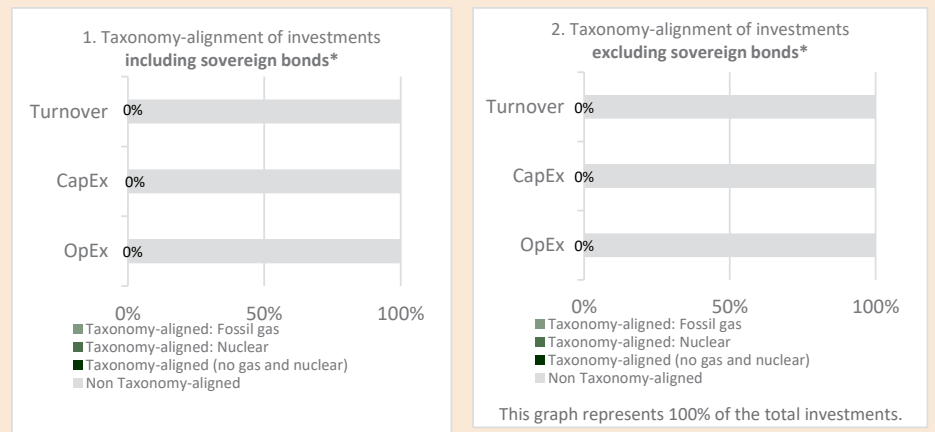 1. Taxonomy-alignment of investments
including sovereign bonds*
Turnover 0%
CapEx 0%
OpEx 0%
0% 50% 100%
Taxonomy-aligned: Fossil gas
Taxonomy-aligned: Nuclear
Taxonomy-aligned (no gas and nuclear)
Non Taxonomy-aligned
2. Taxonomy-alignment of investments
excluding sovereign bonds*
Turnover 0%
CapEx 0%
OpEx 0%
0% 50% 100%
Taxonomy-aligned: Fossil gas
Taxonomy-aligned: Nuclear
Taxonomy-aligned (no gas and nuclear)
Non Taxonomy-aligned
This graph represents 100% of the total investments.